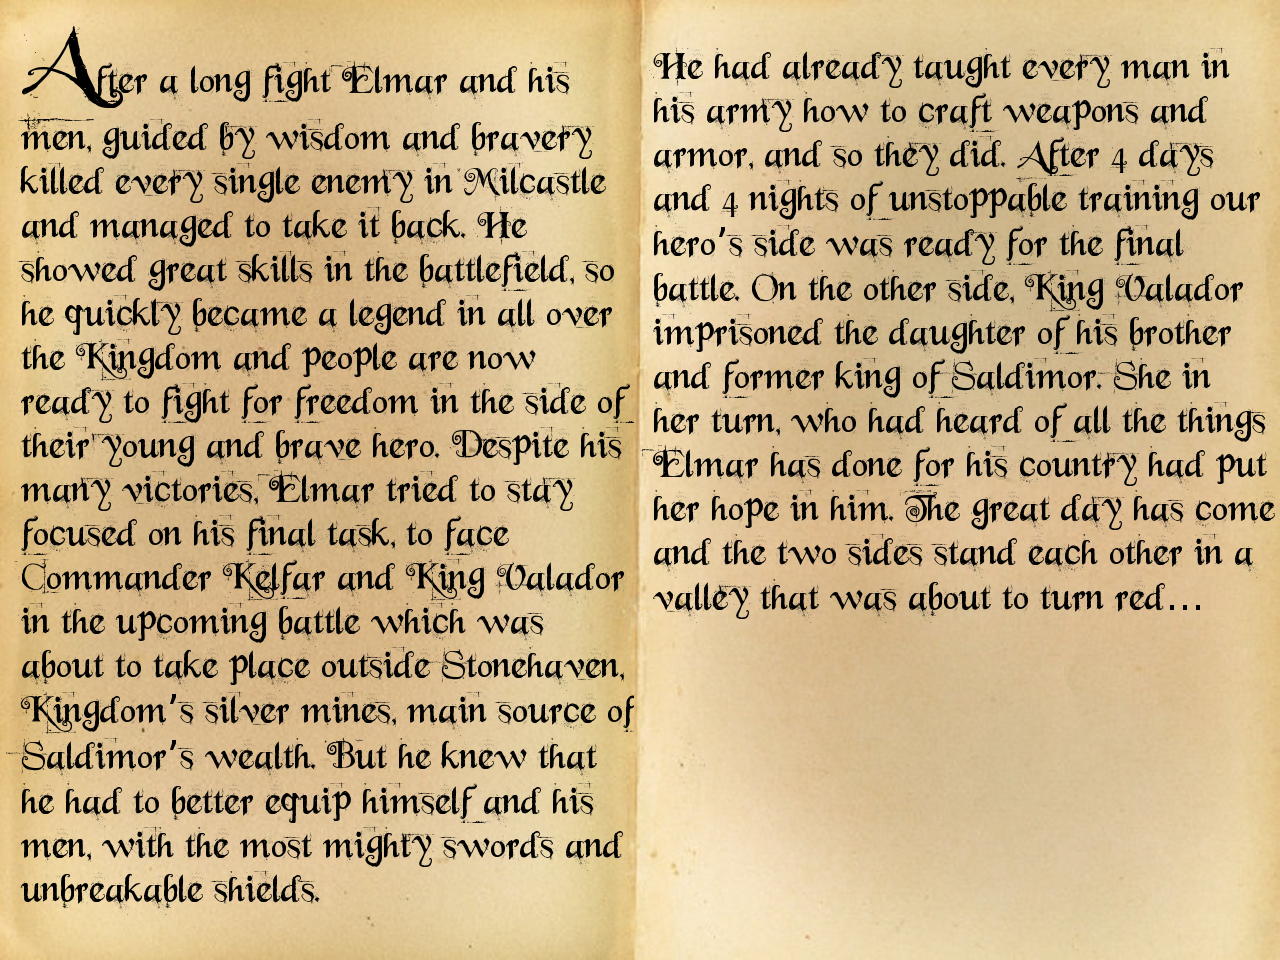 After a long fight Elmar and his
men, guided by wisdom and bravery
killed every single enemy in Milcastle
and managed to take it back. He
showed great skills in the battlefield, so
he quickly became a legend in all over
the Kingdom and people are now
ready to fight for freedom in the side of
their young and brave hero. Despite his
many victories, Elmar tried to stay
focused on his final task, to face
Commander Kelfar and King Valador
in the upcoming battle which was
about to take place outside Stonehaven,
Kingdom's silver mines, main source of
Saldimor's wealth. But he knew that
he had to better equip himself and his
men, with the most mighty swords and
unbreakable shields.
He had already taught every man in
his army how to craft weapons and
armor, and so they did. After 4 days
and 4 nights of unstoppable training our
hero's side was ready for the final
battle. On the other side, King Valador
imprisoned the daughter of his brother
and former king of Saldimor. She in
her turn, who had heard of all the things
Elmar has done for his country had put
her hope in him. The great day has come
and the two sides stand each other in a
valley that was about to turn red...